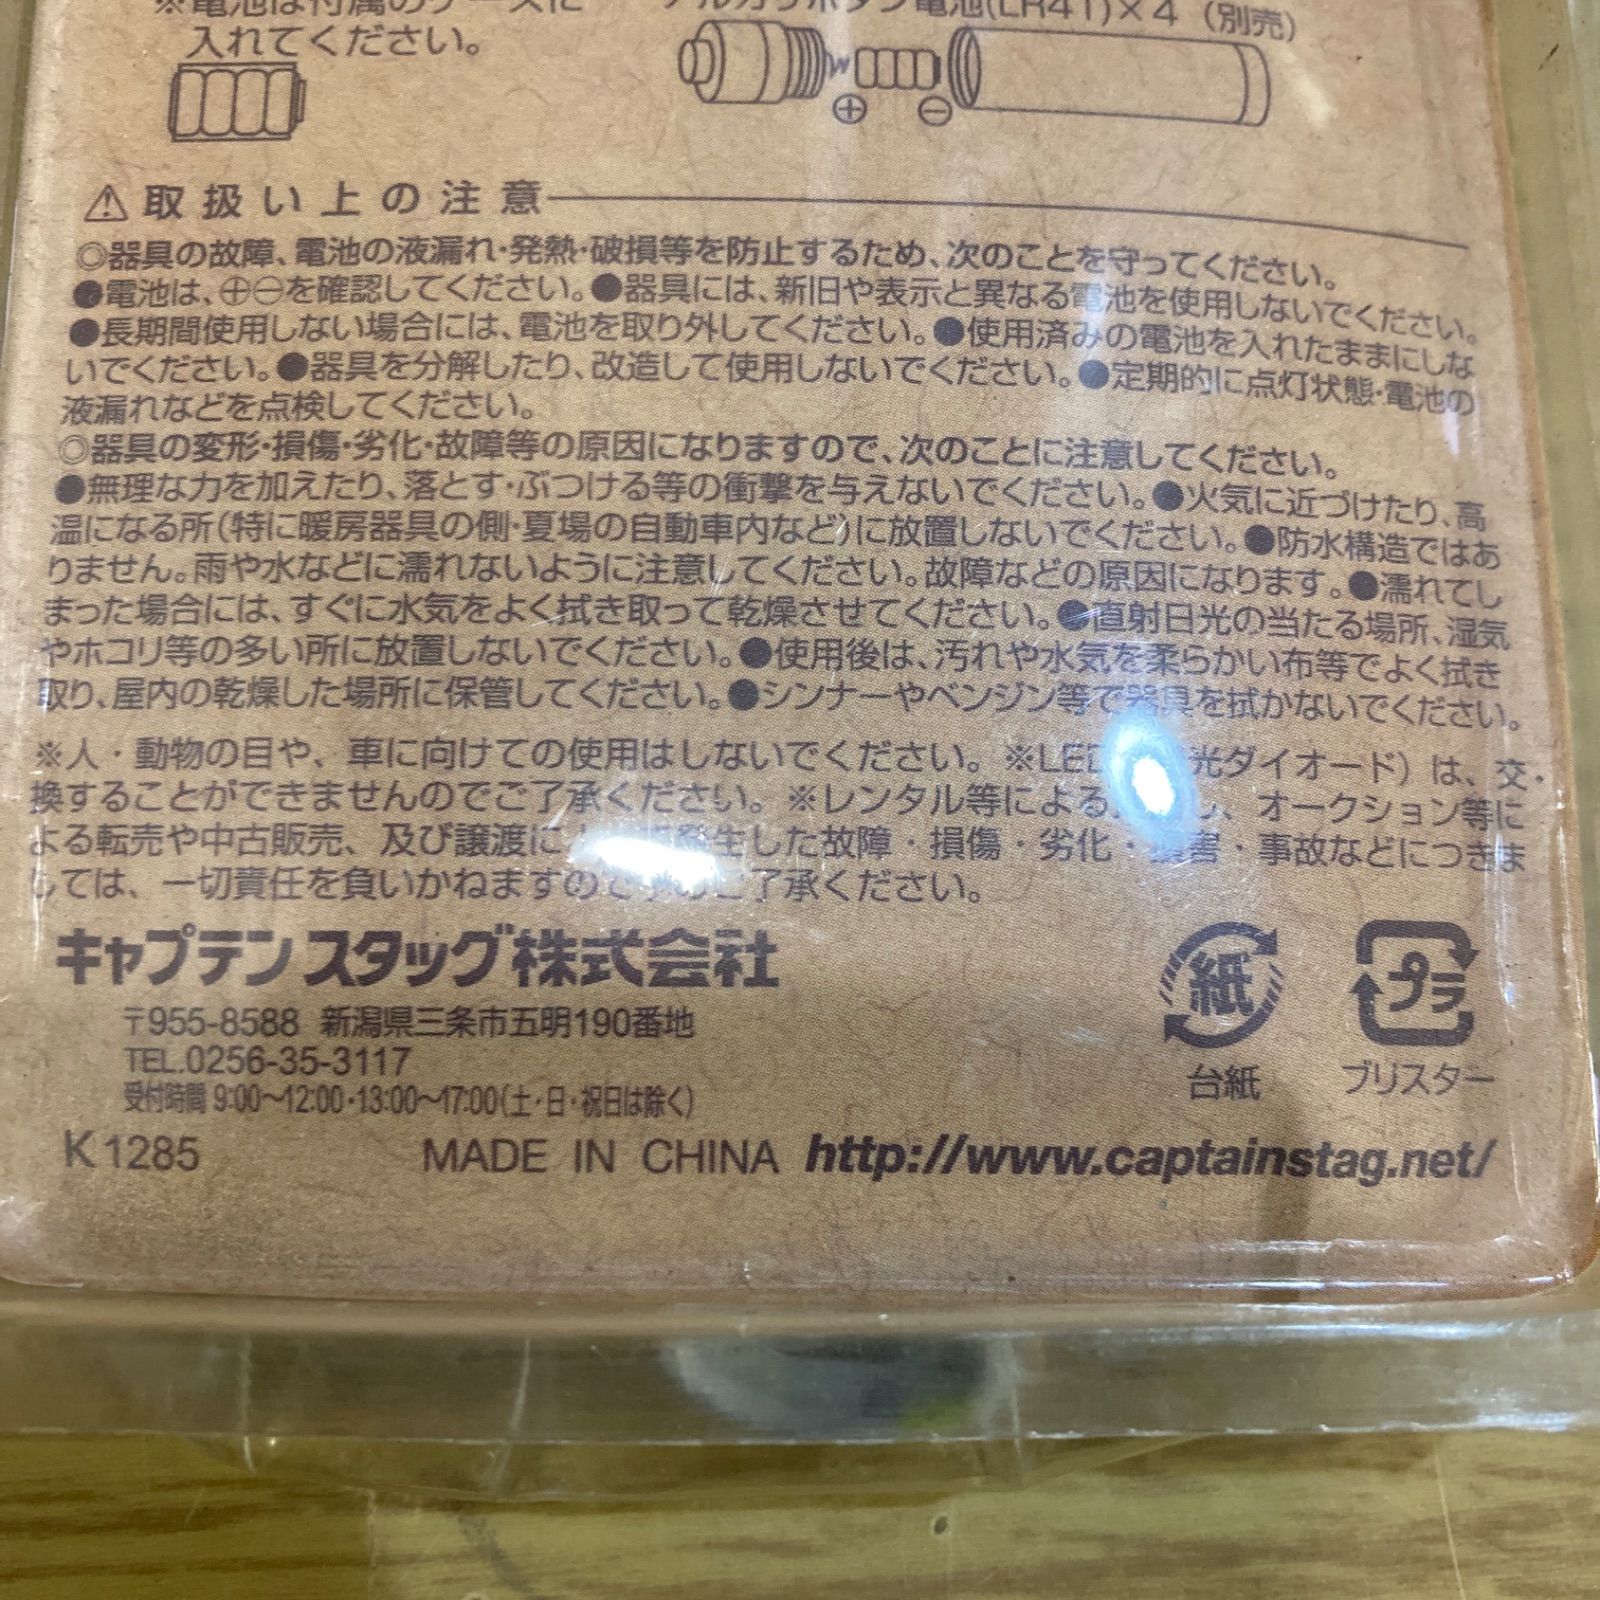 ※電池は付属のケースに
入れてください。
アルカリボタン電池(LR41)×4（別売）
⊕ ⊖
⚠取扱い上の注意
◎器具の故障、電池の液漏れ・発熱・破損等を防止するため、次のことを守ってください。
●電池は、⊕⊖を確認してください。●器具には、新旧や表示と異なる電池を使用しないでください。
●長期間使用しない場合には、電池を取り外してください。●使用済みの電池を入れたままにしな
いでください。●器具を分解したり、改造して使用しないでください。●定期的に点灯状態・電池の
液漏れなどを点検してください。
◎器具の変形・損傷・劣化・故障等の原因になりますので、次のことに注意してください。
●無理な力を加えたり、落とす・ぶつける等の衝撃を与えないでください。●火気に近づけたり、高
温になる所(特に暖房器具の側・夏場の自動車内など)に放置しないでください。●防水構造ではあ
りません。雨や水などに濡れないように注意してください。故障などの原因になります。●濡れてし
まった場合には、すぐに水気をよく拭き取って乾燥させてください。●直射日光の当たる場所、湿気
やホコリ等の多い所に放置しないでください。●使用後は、汚れや水気を柔らかい布等でよく拭き
取り、屋内の乾燥した場所に保管してください。●シンナーやベンジン等で器具を拭かないでください。
※人・動物の目や、車に向けての使用はしないでください。※LED 光ダイオード）は、交
換することができませんのでご了承ください。※レンタル等による し、オークション等に
よる転売や中古販売、及び譲渡に 発生した故障・損傷・劣化・ 害・事故などにつきま
しては、一切責任を負いかねますので ご了承ください。
キャプテンスタッグ株式会社
〒955-8588 新潟県三条市五明190番地
TEL.0256-35-3117
受付時間 9:00〜12:00・13:00〜17:00(土・日・祝日は除く)
紙
台紙
プラ
ブリスター
K1285 MADE IN CHINA http://www.captainstag.net/